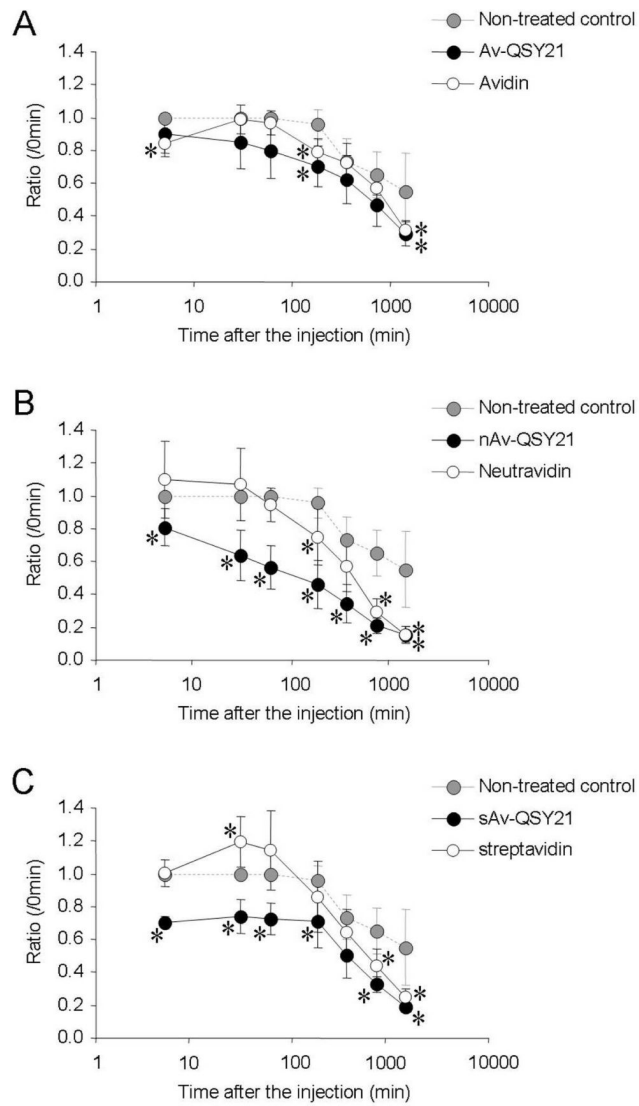 A
Non-treated control
Av-QSY21
Avidin
1.4
1.2
1.0
0.8
0.6
0.4
0.2
0.0
Ratio (/0min)
*
*
*
*
*
1 10 100 1000 10000
Time after the injection (min)
B
Non-treated control
nAv-QSY21
Neutravidin
1.4
1.2
1.0
0.8
0.6
0.4
0.2
0.0
Ratio (/0min)
*
*
*
*
*
*
*
*
*
*
1 10 100 1000 10000
Time after the injection (min)
C
Non-treated control
sAv-QSY21
streptavidin
1.4
1.2
1.0
0.8
0.6
0.4
0.2
0.0
Ratio (/0min)
*
*
*
*
*
*
*
*
*
1 10 100 1000 10000
Time after the injection (min)